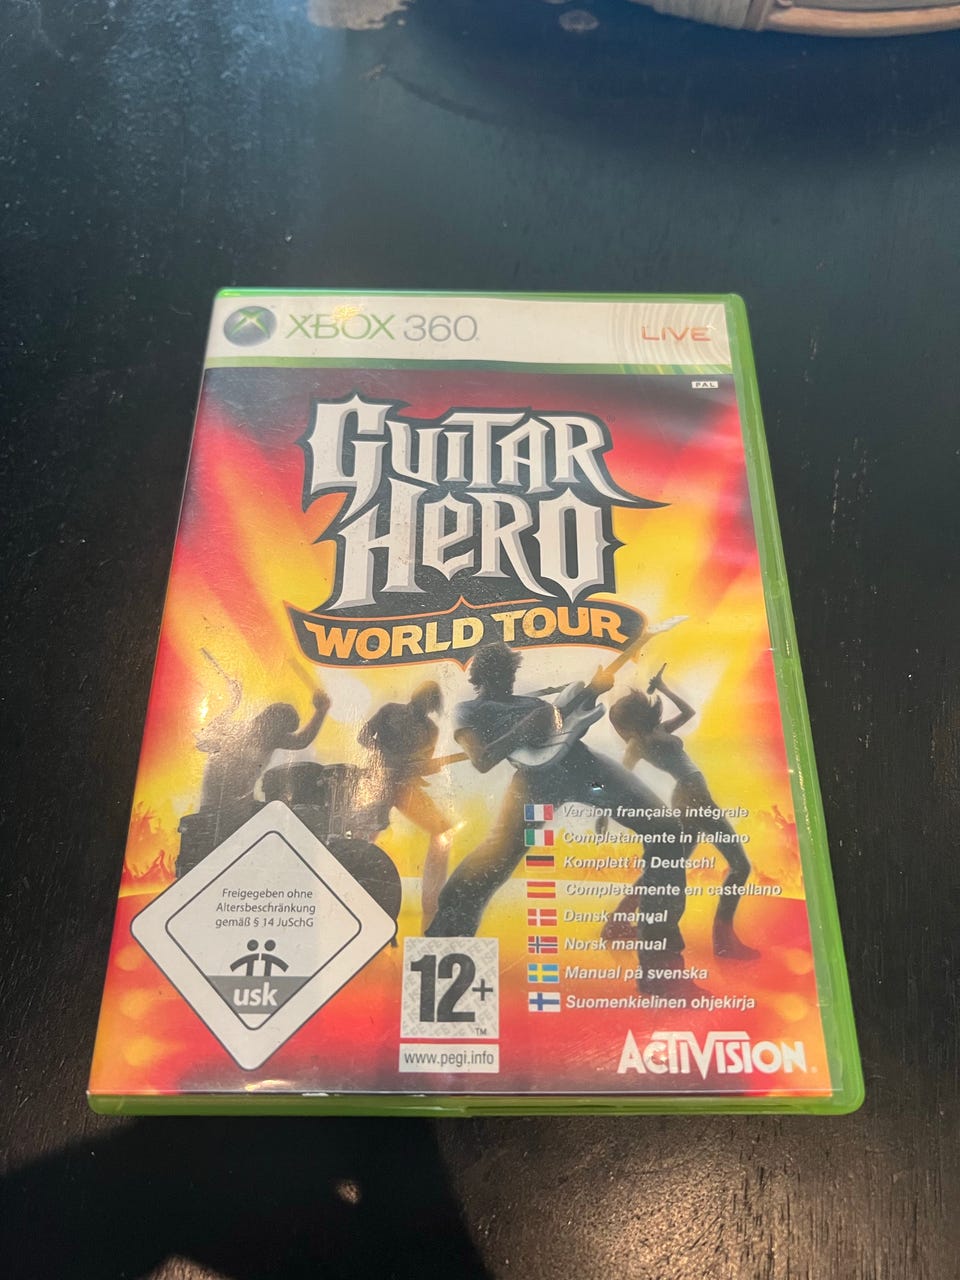 XBOX 360
LIVE
PAL
GUITAR
HERO
WORLD TOUR
Version française intégrale
Completamente in italiano
Komplett in Deutsch!
Completamente en castellano
Dansk manual
Norsk manual
Manual på svenska
Suomenkielinen ohjekirja
Freigegeben ohne
Altersbeschränkung
gemäß § 14 JuSchG
usk
12+
TM
www.pegi.info
ACTIVISION